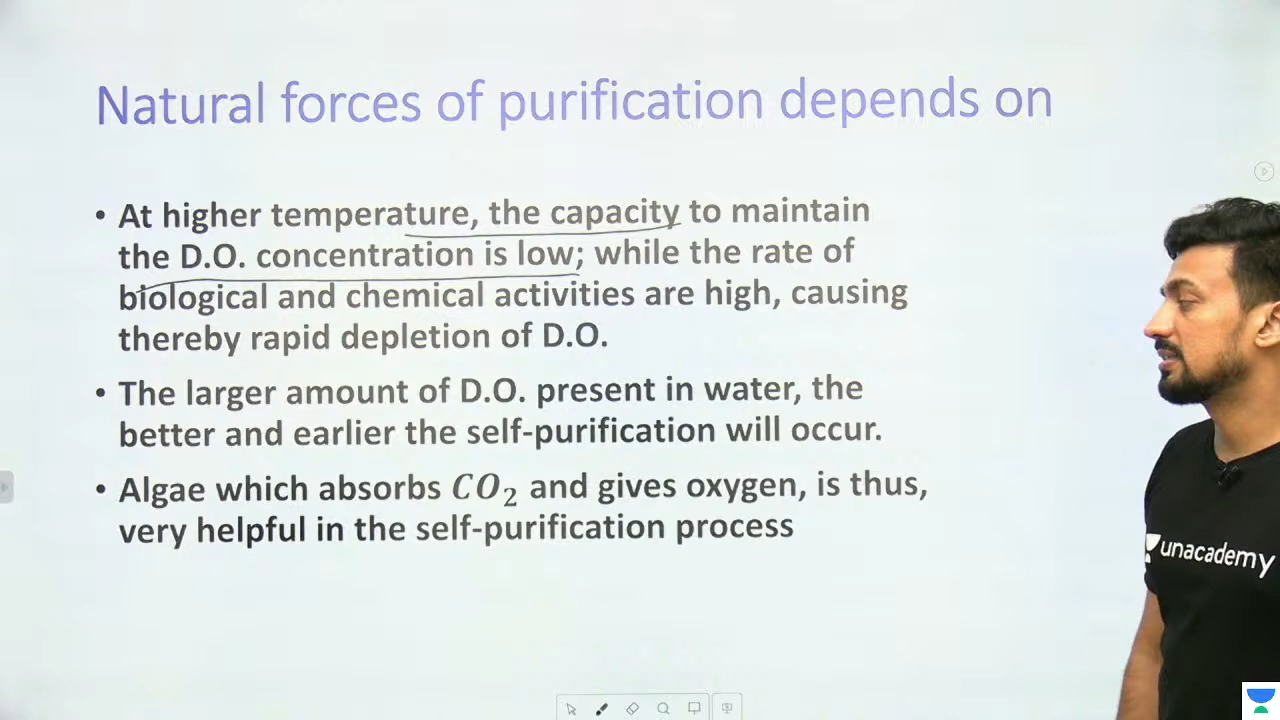 Natural forces of purification depends on
• At higher temperature, the capacity to maintain
the D.O. concentration is low; while the rate of
biological and chemical activities are high, causing
thereby rapid depletion of D.O.
• The larger amount of D.O. present in water, the
better and earlier the self-purification will occur.
• Algae which absorbs CO₂ and gives oxygen, is thus,
very helpful in the self-purification process
unacademy